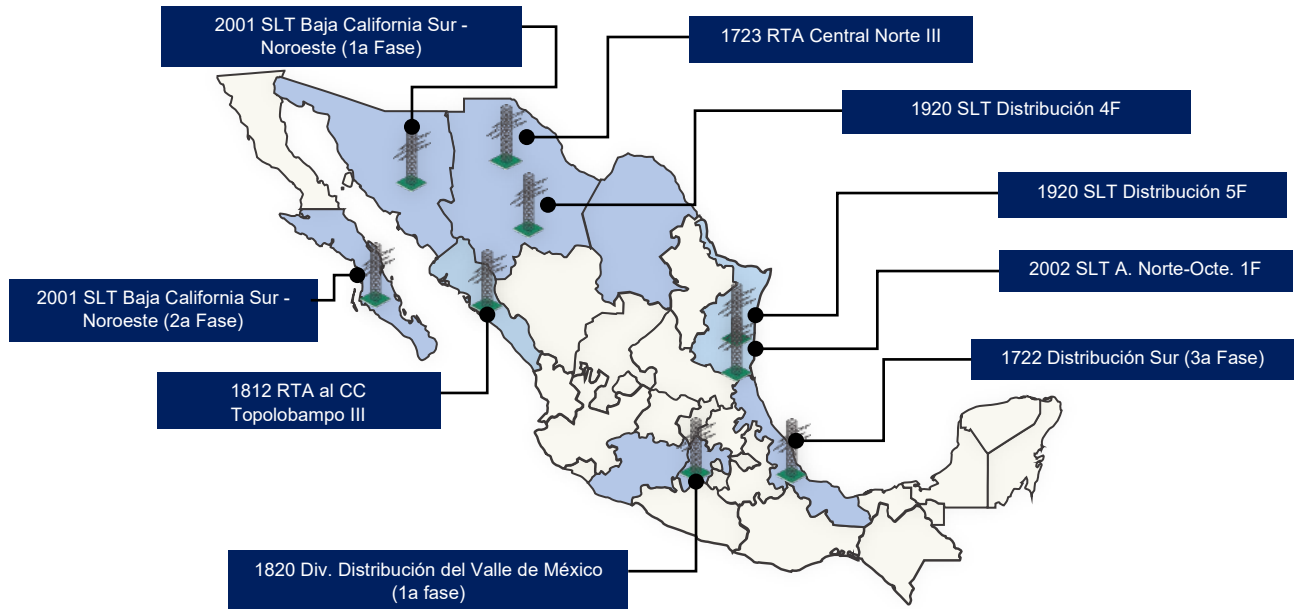 2001 SLT Baja California Sur -
Noroeste (1a Fase)
1723 RTA Central Norte III
1920 SLT Distribución 4F
1920 SLT Distribución 5F
2002 SLT A. Norte-Octe. 1F
2001 SLT Baja California Sur -
Noroeste (2a Fase)
1722 Distribución Sur (3a Fase)
1812 RTA al CC
Topolobampo III
1820 Div. Distribución del Valle de México
(1a fase)